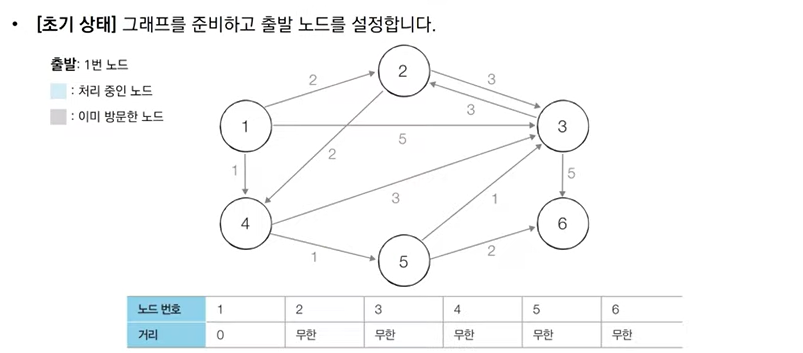 • [초기 상태] 그래프를 준비하고 출발 노드를 설정합니다.
출발: 1번 노드
: 처리 중인 노드
: 이미 방문한 노드
2
2
3
3
1
3
5
1
2
5
4
3
1
6
1
5
2
노드 번호 1 2 3 4 5 6
거리 0 무한 무한 무한 무한 무한